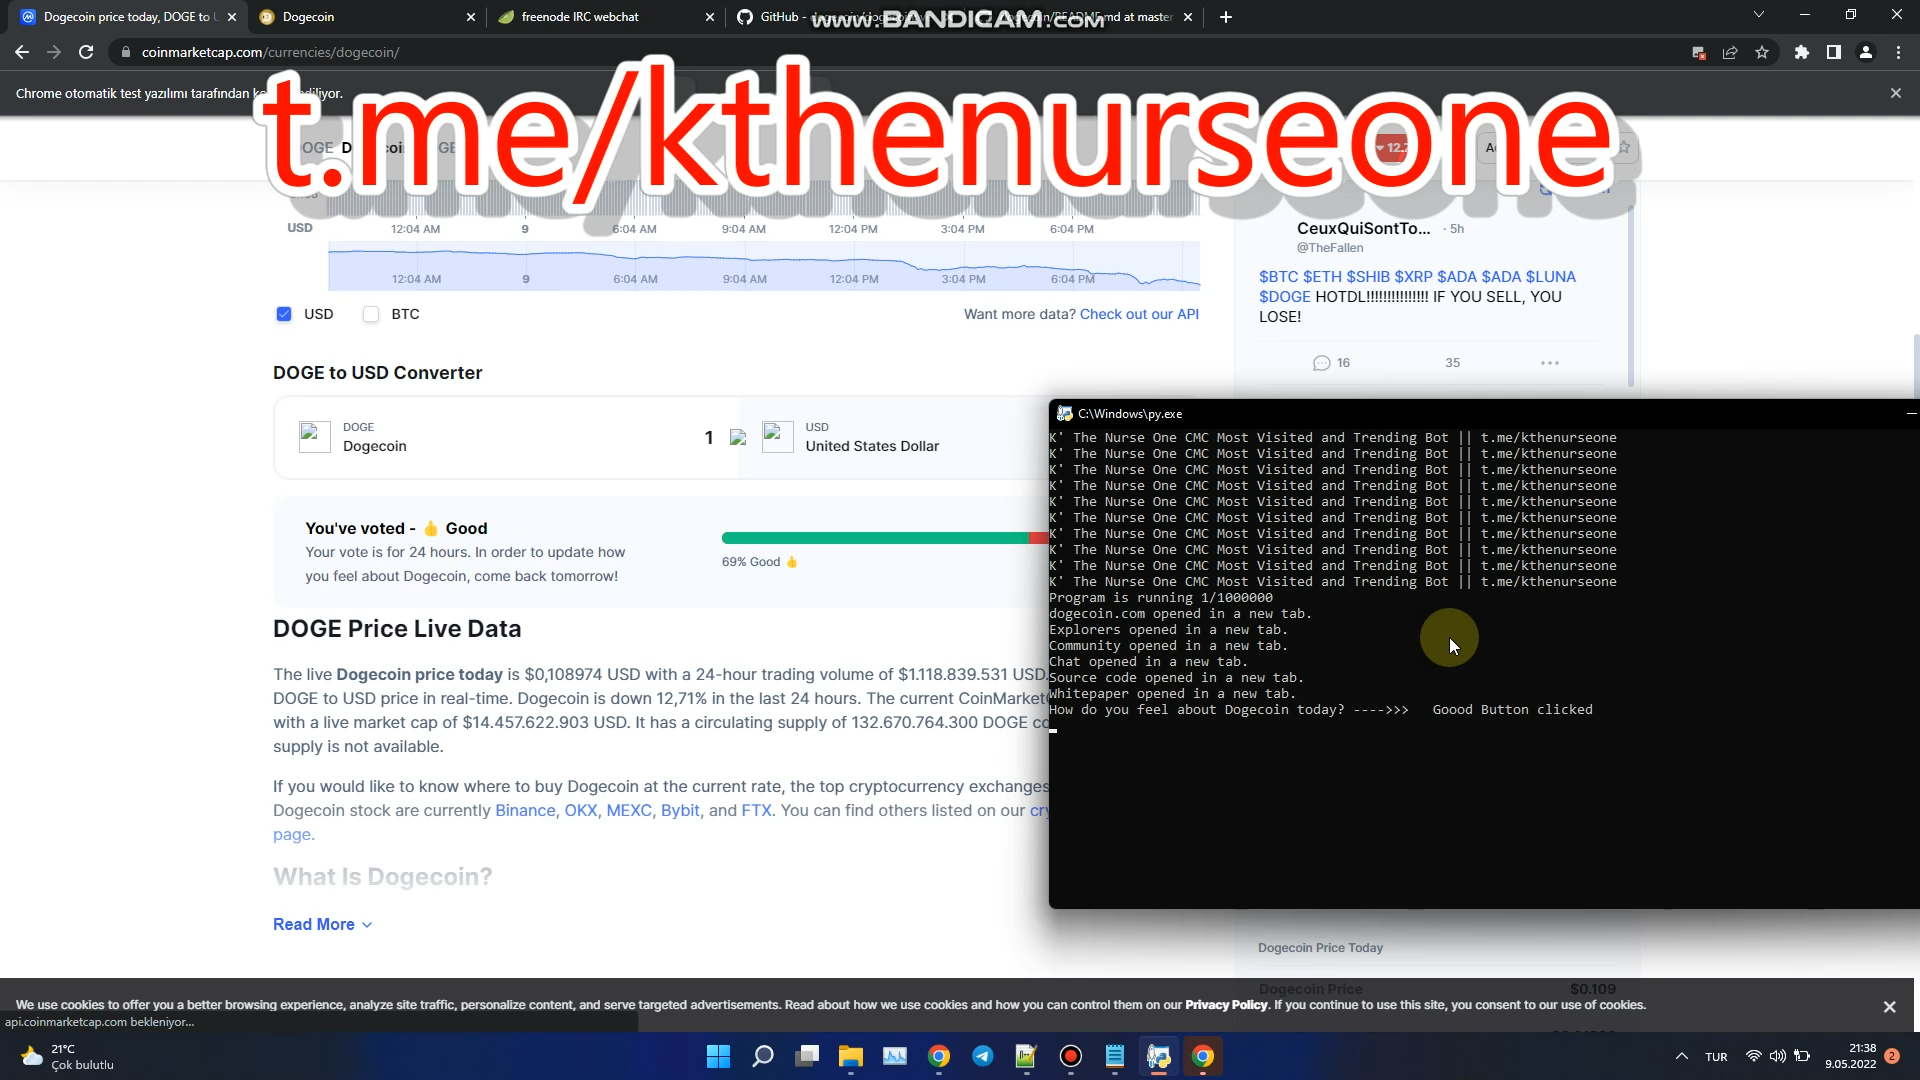 Dogecoin price today, DOGE to
Dogecoin
freenode IRC webchat
GitHub -
README.md at master
www.BANDICAM.com
coinmarketcap.com/currencies/dogecoin/
Chrome otomatik test yazılımı tarafından
ediliyor.
t.me/kthenurseone
USD
12:04 AM 9 6:04 AM 9:04 AM 12:04 PM 3:04 PM 6:04 PM
12:04 AM 9 6:04 AM 9:04 AM 12:04 PM 3:04 PM 6:04 PM
USD BTC
Want more data? Check out our API
CeuxQuiSontTo... · 5h
@TheFallen
$BTC $ETH $SHIB $XRP $ADA $ADA $LUNA
$DOGE HOTDL!!!!!!!!!!!!!!! IF YOU SELL, YOU
LOSE!
16 35
DOGE to USD Converter
DOGE
Dogecoin
1
USD
United States Dollar
You've voted - 👍 Good
Your vote is for 24 hours. In order to update how
you feel about Dogecoin, come back tomorrow!
69% Good 👍
DOGE Price Live Data
The live Dogecoin price today is $0,108974 USD with a 24-hour trading volume of $1.118.839.531 USD.
DOGE to USD price in real-time. Dogecoin is down 12,71% in the last 24 hours. The current CoinMarket
with a live market cap of $14.457.622.903 USD. It has a circulating supply of 132.670.764.300 DOGE
supply is not available.
If you would like to know where to buy Dogecoin at the current rate, the top cryptocurrency exchanges
Dogecoin stock are currently Binance, OKX, MEXC, Bybit, and FTX. You can find others listed on our
page.
What Is Dogecoin?
Read More
C:\Windows\py.exe
K' The Nurse One CMC Most Visited and Trending Bot || t.me/kthenurseone
K' The Nurse One CMC Most Visited and Trending Bot || t.me/kthenurseone
K' The Nurse One CMC Most Visited and Trending Bot || t.me/kthenurseone
K' The Nurse One CMC Most Visited and Trending Bot || t.me/kthenurseone
K' The Nurse One CMC Most Visited and Trending Bot || t.me/kthenurseone
K' The Nurse One CMC Most Visited and Trending Bot || t.me/kthenurseone
K' The Nurse One CMC Most Visited and Trending Bot || t.me/kthenurseone
K' The Nurse One CMC Most Visited and Trending Bot || t.me/kthenurseone
K' The Nurse One CMC Most Visited and Trending Bot || t.me/kthenurseone
K' The Nurse One CMC Most Visited and Trending Bot || t.me/kthenurseone
Program is running 1/1000000
dogecoin.com opened in a new tab.
Explorers opened in a new tab.
Community opened in a new tab.
Chat opened in a new tab.
Source code opened in a new tab.
Whitepaper opened in a new tab.
How do you feel about Dogecoin today? ---->>> Goood Button clicked
Dogecoin Price Today
Dogecoin Price $0.109
We use cookies to offer you a better browsing experience, analyze site traffic, personalize content, and serve targeted advertisements. Read about how we use cookies and how you can control them on our Privacy Policy. If you continue to use this site, you consent to our use of cookies.
api.coinmarketcap.com bekleniyor...
21°C
Çok bulutlu
TUR
21:38
9.05.2022
2